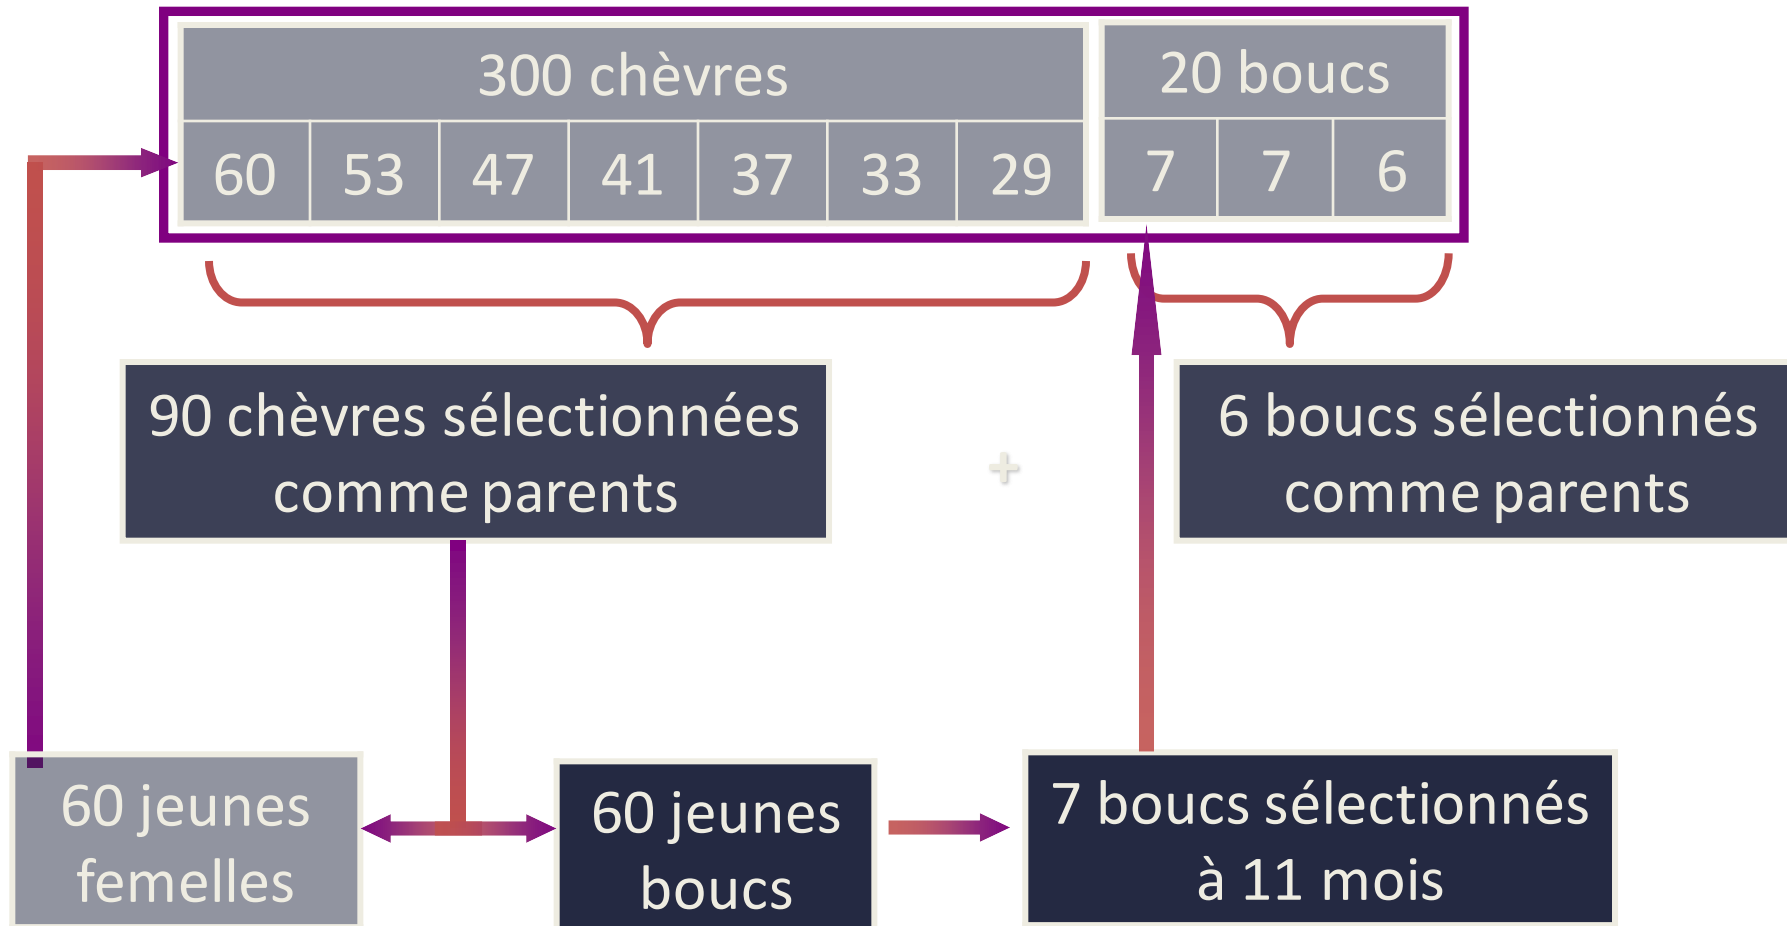 300 chèvres
20 boucs
60 53 47 41 37 33 29
7 7 6
90 chèvres sélectionnées
comme parents
+
6 boucs sélectionnés
comme parents
60 jeunes
femelles
60 jeunes
boucs
7 boucs sélectionnés
à 11 mois